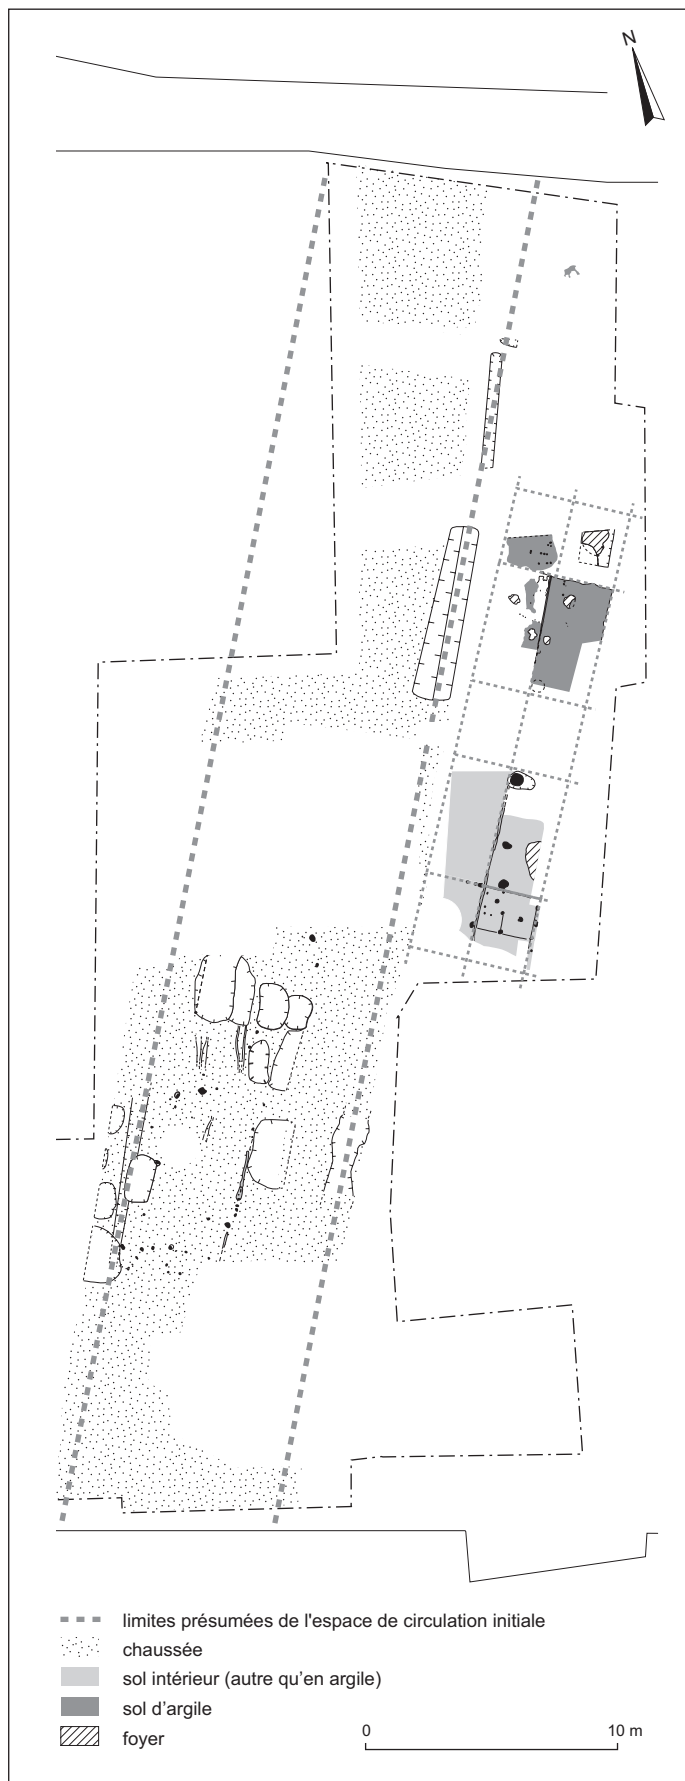 N
limites présumées de l'espace de circulation initiale
chaussée
sol intérieur (autre qu’en argile)
sol d’argile
foyer
0 10 m